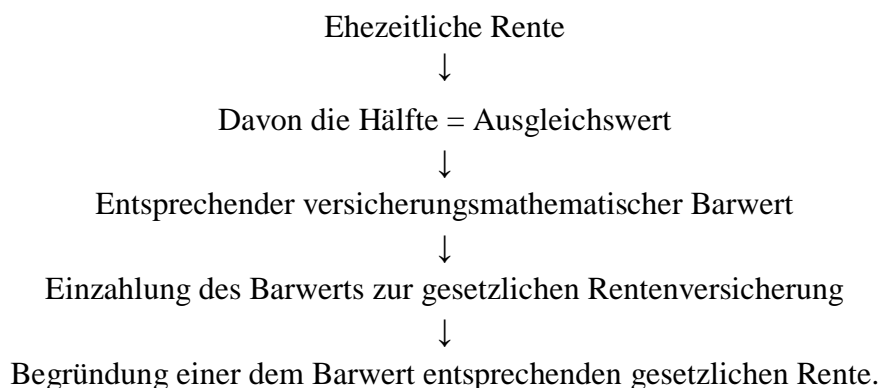 Ehezeitliche Rente
↓
Davon die Hälfte = Ausgleichswert
↓
Entsprechender versicherungsmathematischer Barwert
↓
Einzahlung des Barwerts zur gesetzlichen Rentenversicherung
↓
Begründung einer dem Barwert entsprechenden gesetzlichen Rente.